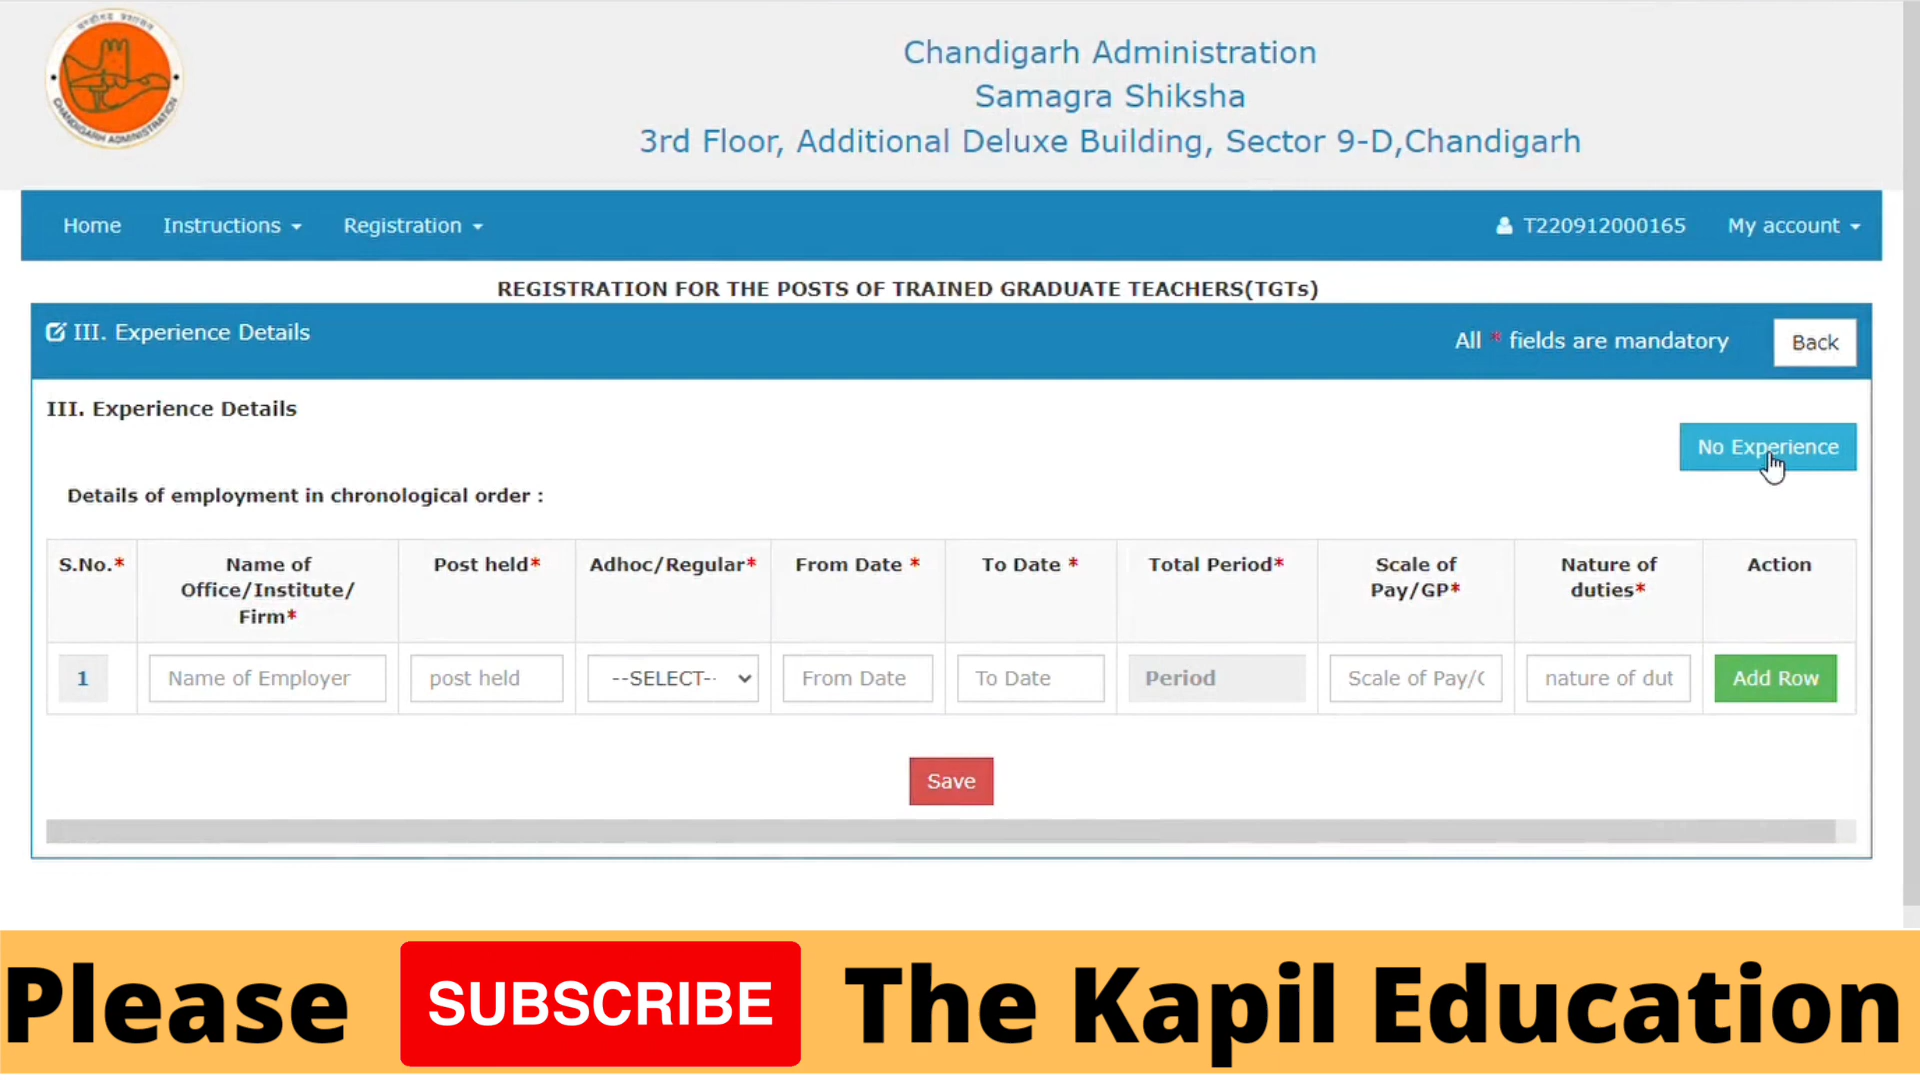 CHANDIGARH ADMINISTRATION
Chandigarh Administration
Samagra Shiksha
3rd Floor, Additional Deluxe Building, Sector 9-D,Chandigarh
Home Instructions Registration T220912000165 My account
REGISTRATION FOR THE POSTS OF TRAINED GRADUATE TEACHERS(TGTs)
III. Experience Details All * fields are mandatory Back
III. Experience Details
No Experience
Details of employment in chronological order :
S.No.* Name of Office/Institute/ Firm* Post held* Adhoc/Regular* From Date * To Date * Total Period* Scale of Pay/GP* Nature of duties* Action
1 Name of Employer post held --SELECT-- From Date To Date Period Scale of Pay/G nature of dut Add Row
Save
Please SUBSCRIBE The Kapil Education